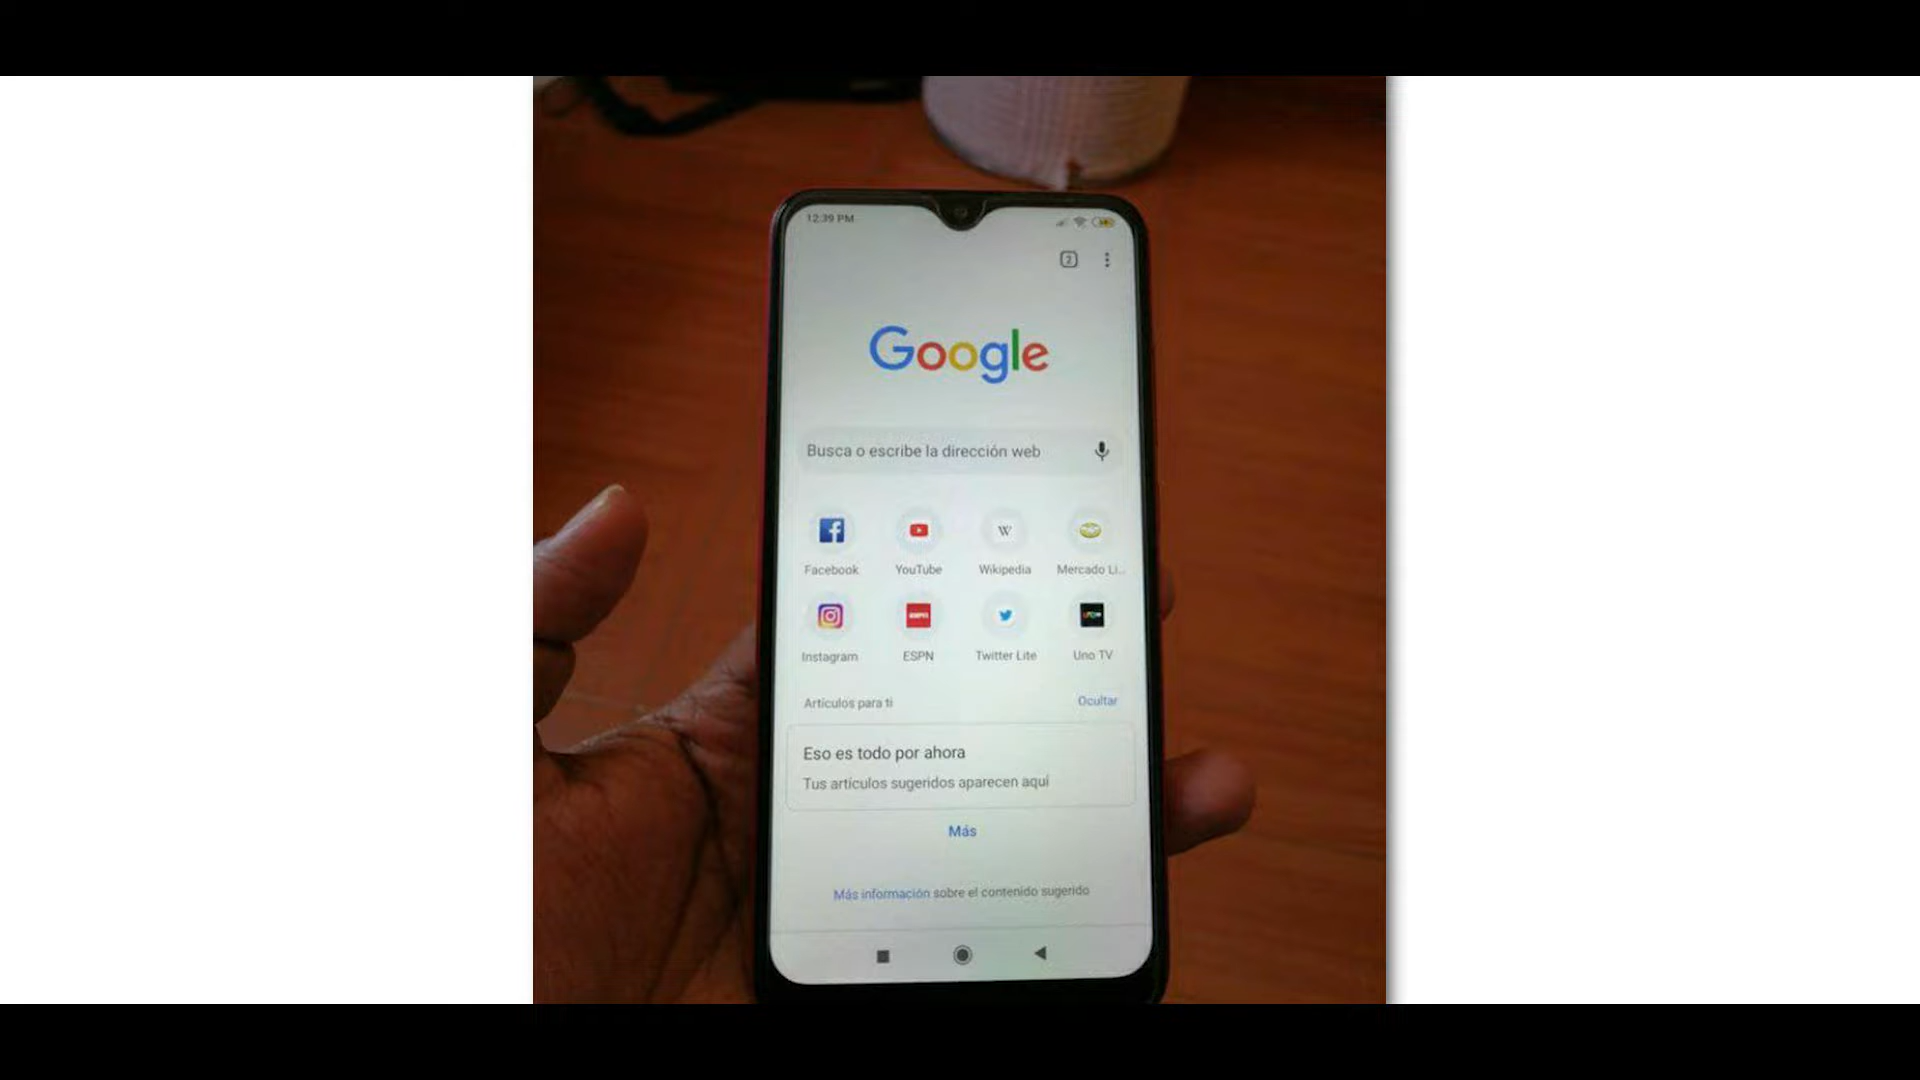 12:39 PM
2
Google
Busca o escribe la dirección web
Facebook YouTube Wikipedia Mercado Li...
Instagram ESPN Twitter Lite Uno TV
Artículos para ti Ocultar
Eso es todo por ahora
Tus artículos sugeridos aparecen aquí
Más
Más información sobre el contenido sugerido